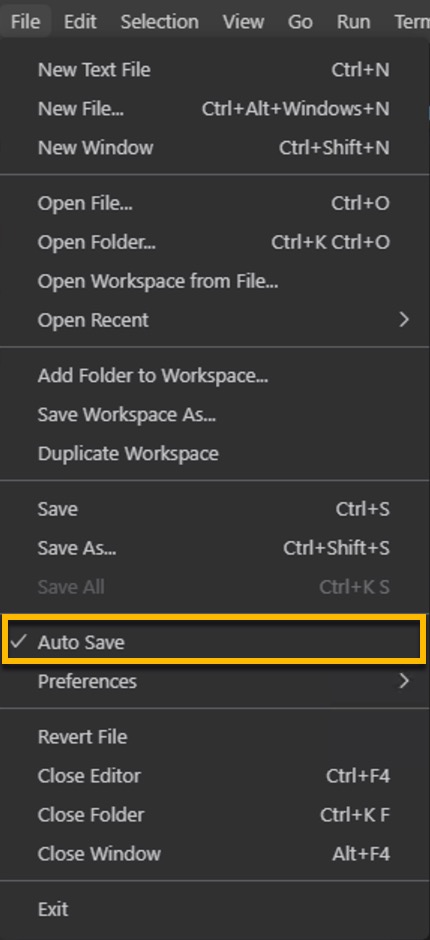 File Edit Selection View Go Run Term
New Text File Ctrl+N
New File... Ctrl+Alt+Windows+N
New Window Ctrl+Shift+N
Open File... Ctrl+O
Open Folder... Ctrl+K Ctrl+O
Open Workspace from File...
Open Recent
Add Folder to Workspace...
Save Workspace As...
Duplicate Workspace
Save Ctrl+S
Save As... Ctrl+Shift+S
Save All Ctrl+K S
Auto Save
Preferences
Revert File
Close Editor Ctrl+F4
Close Folder Ctrl+K F
Close Window Alt+F4
Exit